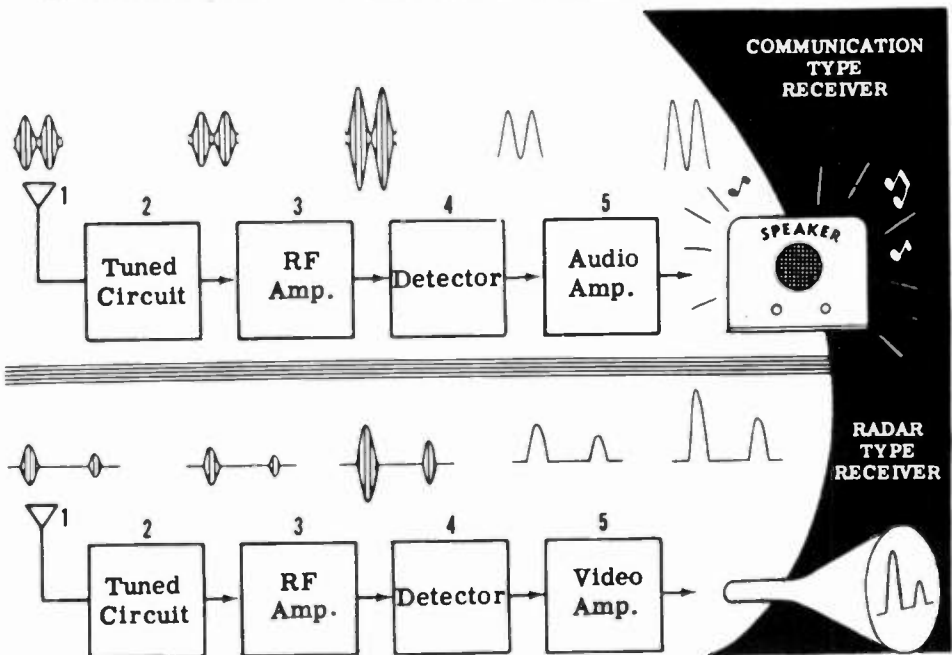 COMMUNICATION
TYPE
RECEIVER
1
2
3
4
5
Tuned
Circuit
RF
Amp.
Detector
Audio
Amp.
SPEAKER
RADAR
TYPE
RECEIVER
1
2
3
4
5
Tuned
Circuit
RF
Amp.
Detector
Video
Amp.